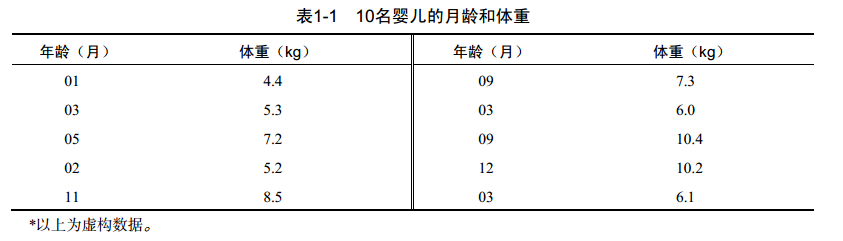 表1-1 10名婴儿的月龄和体重
年龄（月） 体重（kg） 年龄（月） 体重（kg）
01 4.4 09 7.3
03 5.3 03 6.0
05 7.2 09 10.4
02 5.2 12 10.2
11 8.5 03 6.1
*以上为虚构数据。